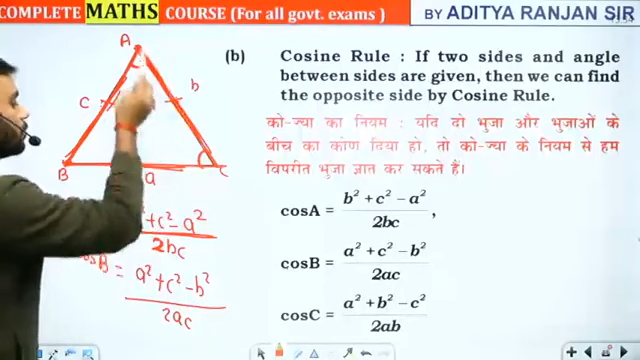 COMPLETE MATHS COURSE (For all govt. exams)
BY ADITYA RANJAN SIR
A
c
b
B
a
C
+ c² - a²
2bc
cosB = a² + c² - b²
2ac
(b) Cosine Rule : If two sides and angle
between sides are given, then we can find
the opposite side by Cosine Rule.
को-ज्या का नियम : यदि दो भुजा और भुजाओं के
बीच का कोण दिया हो, तो को-ज्या के नियम से हम
विपरीत भुजा ज्ञात कर सकते हैं।
cosA = b² + c² − a²
2bc ,
cosB = a² + c² − b²
2ac
cosC = a² + b² − c²
2ab